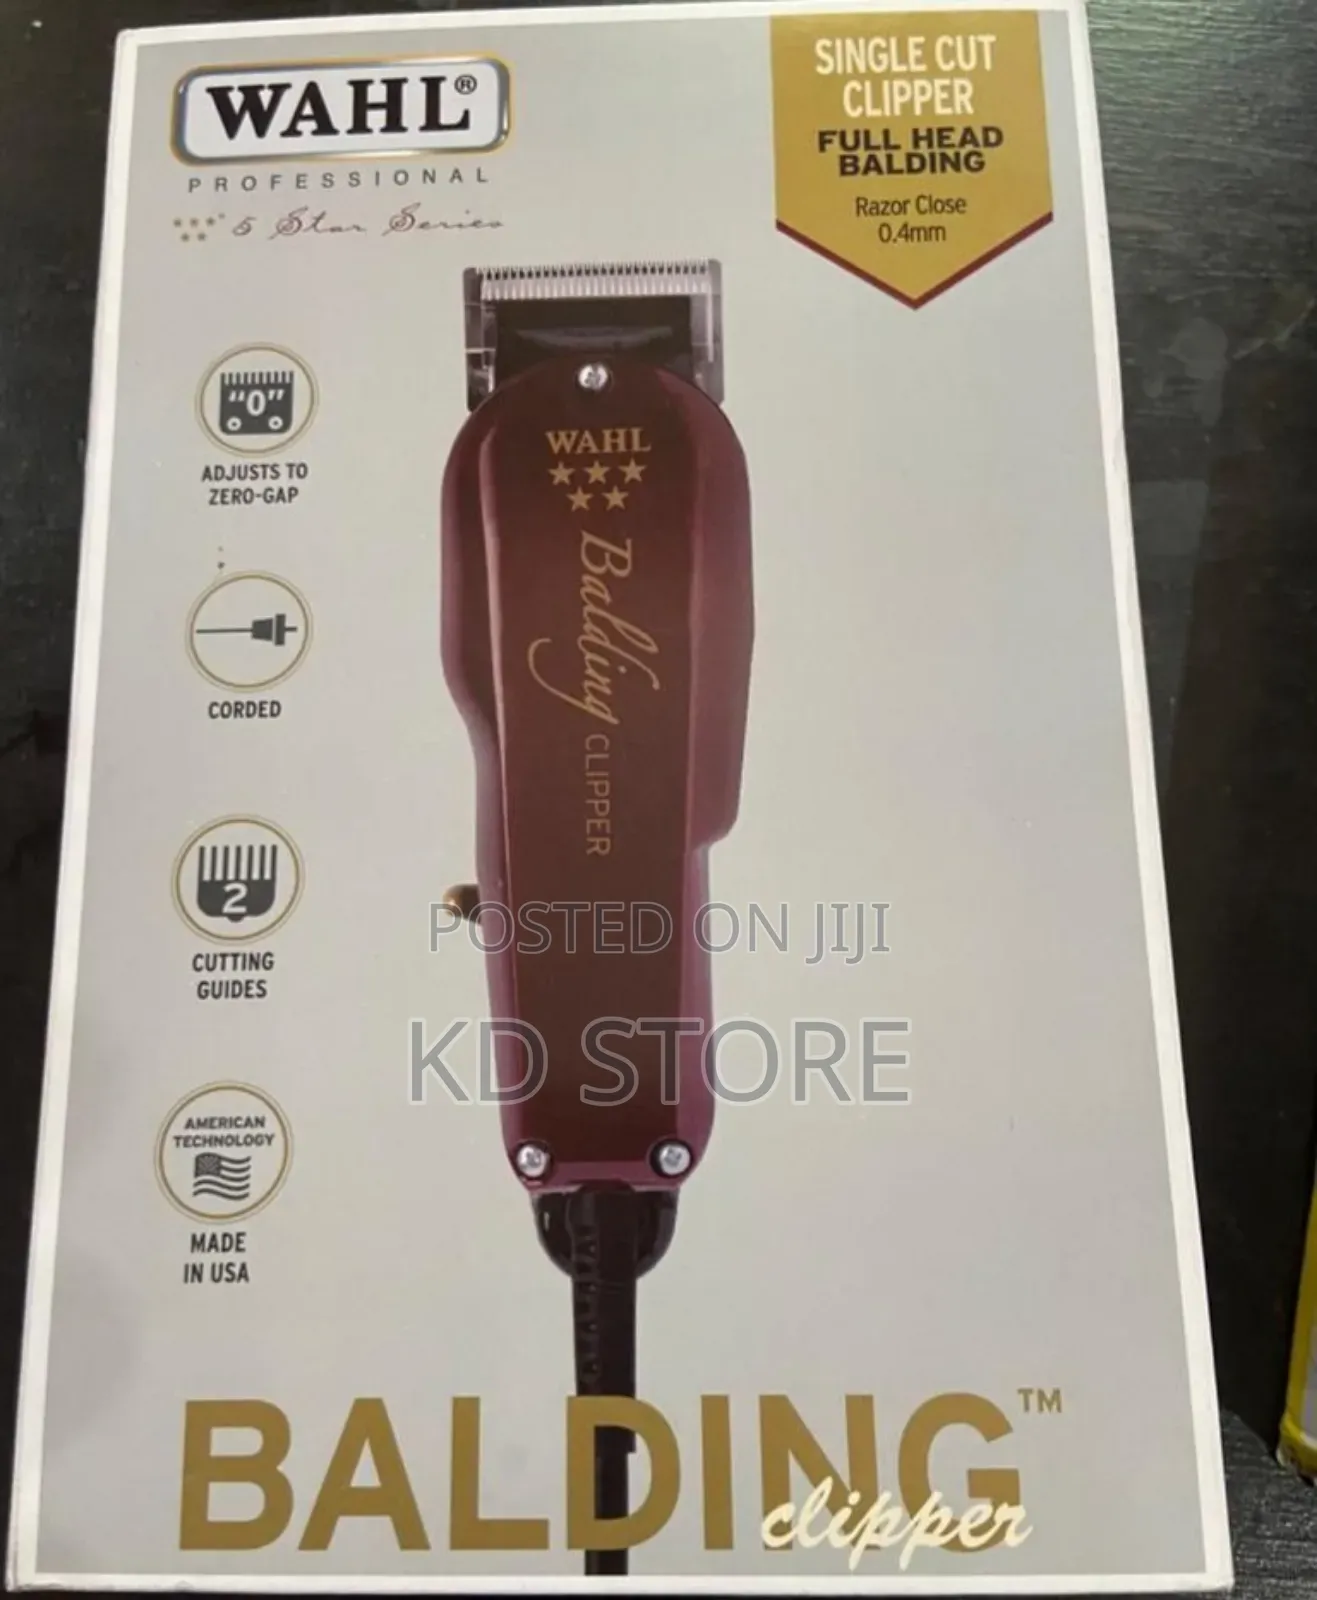 WAHL®
PROFESSIONAL
5 Star Series
SINGLE CUT
CLIPPER
FULL HEAD
BALDING
Razor Close
0.4mm
"0"
ADJUSTS TO
ZERO-GAP
CORDED
2
CUTTING
GUIDES
AMERICAN
TECHNOLOGY
MADE
IN USA
WAHL
Balding CLIPPER
POSTED ON JIJI
KD STORE
BALDING™
clipper